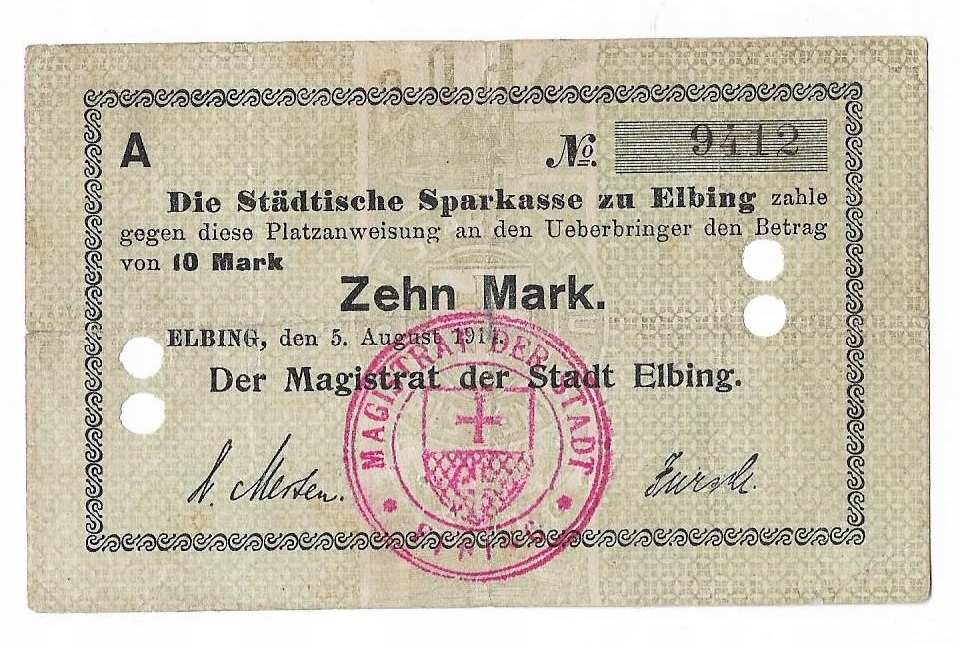 A
No. 9412
Die Städtische Sparkasse zu Elbing zahle
gegen diese Platzanweisung an den Ueberbringer den Betrag
von 10 Mark
Zehn Mark.
ELBING, den 5. August 1914.
Der Magistrat der Stadt Elbing.
MAGISTRAT DER STADT
ELBING